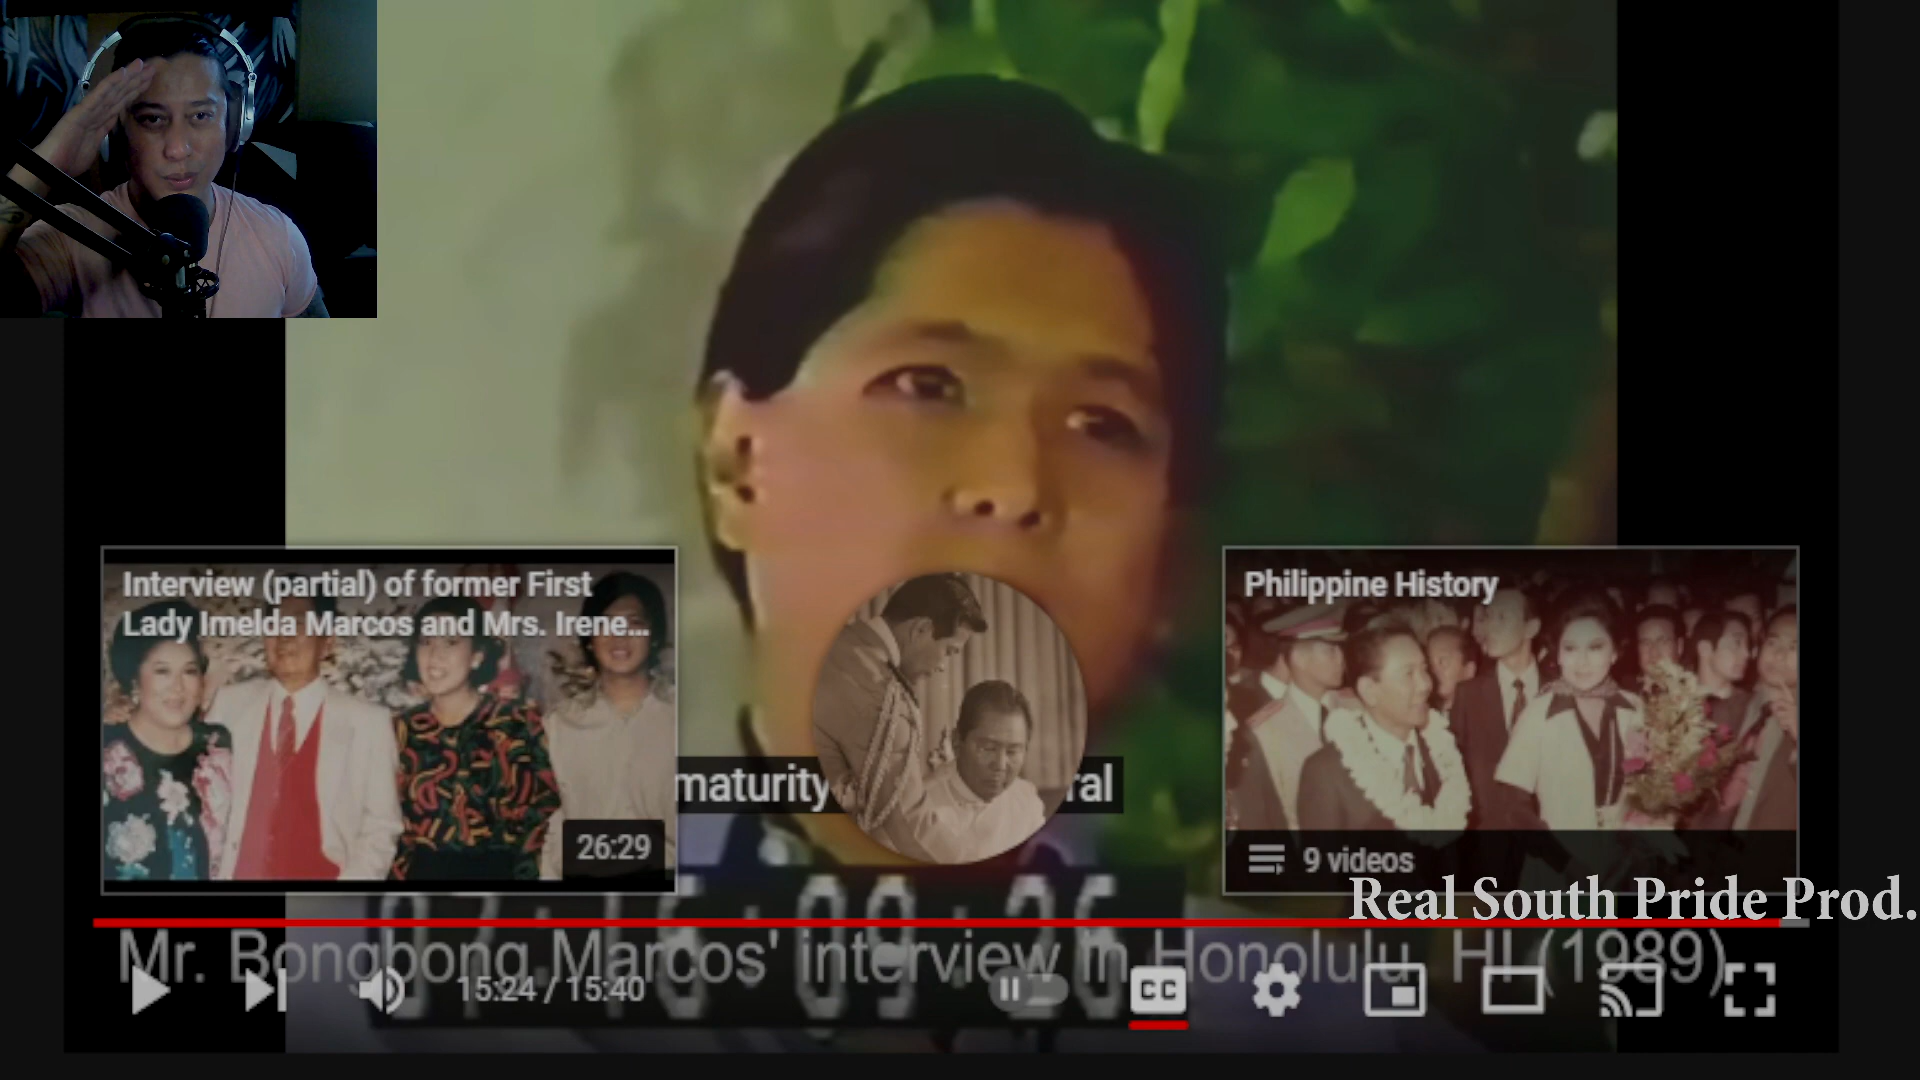 Interview (partial) of former First
Lady Imelda Marcos and Mrs. Irene...
26:29
Philippine History
9 videos
maturity
ral
Real South Pride Prod.
Mr. Bongbong Marcos' interview in Honolulu, HI (1989)
15:24 / 15:40
CC